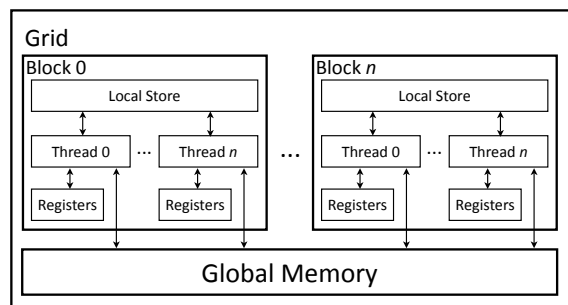 Grid
Block 0
Local Store
Thread 0 ... Thread n
Registers Registers
...
Block n
Local Store
Thread 0 ... Thread n
Registers Registers
Global Memory